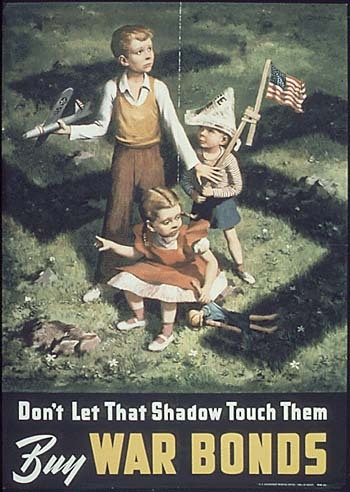 Don't Let That Shadow Touch Them
Buy WAR BONDS